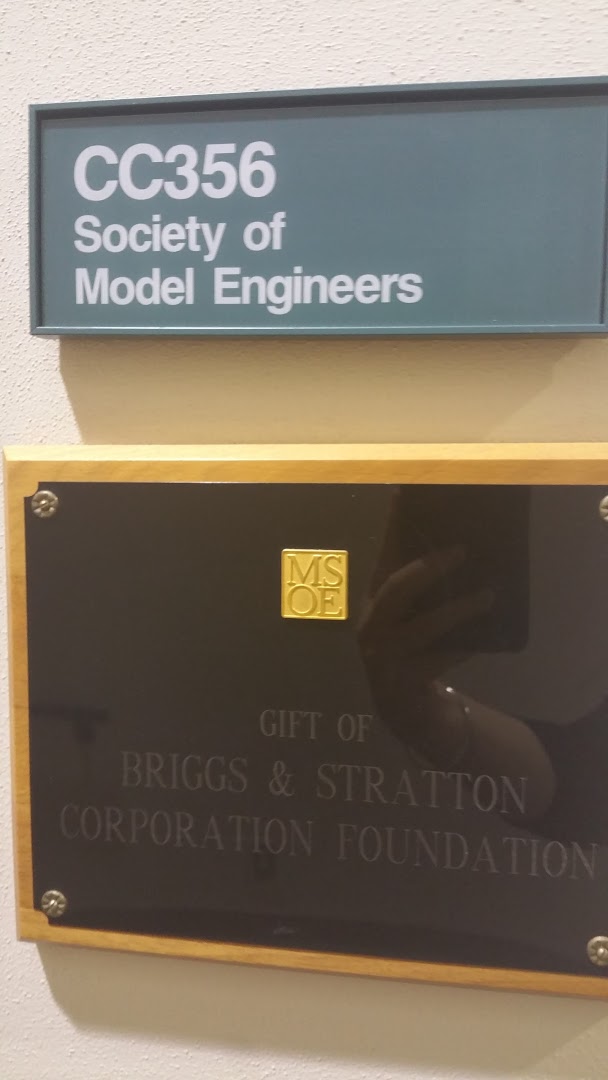 CC356
Society of
Model Engineers
MS
OE
GIFT OF
BRIGGS & STRATTON
CORPORATION FOUNDATION